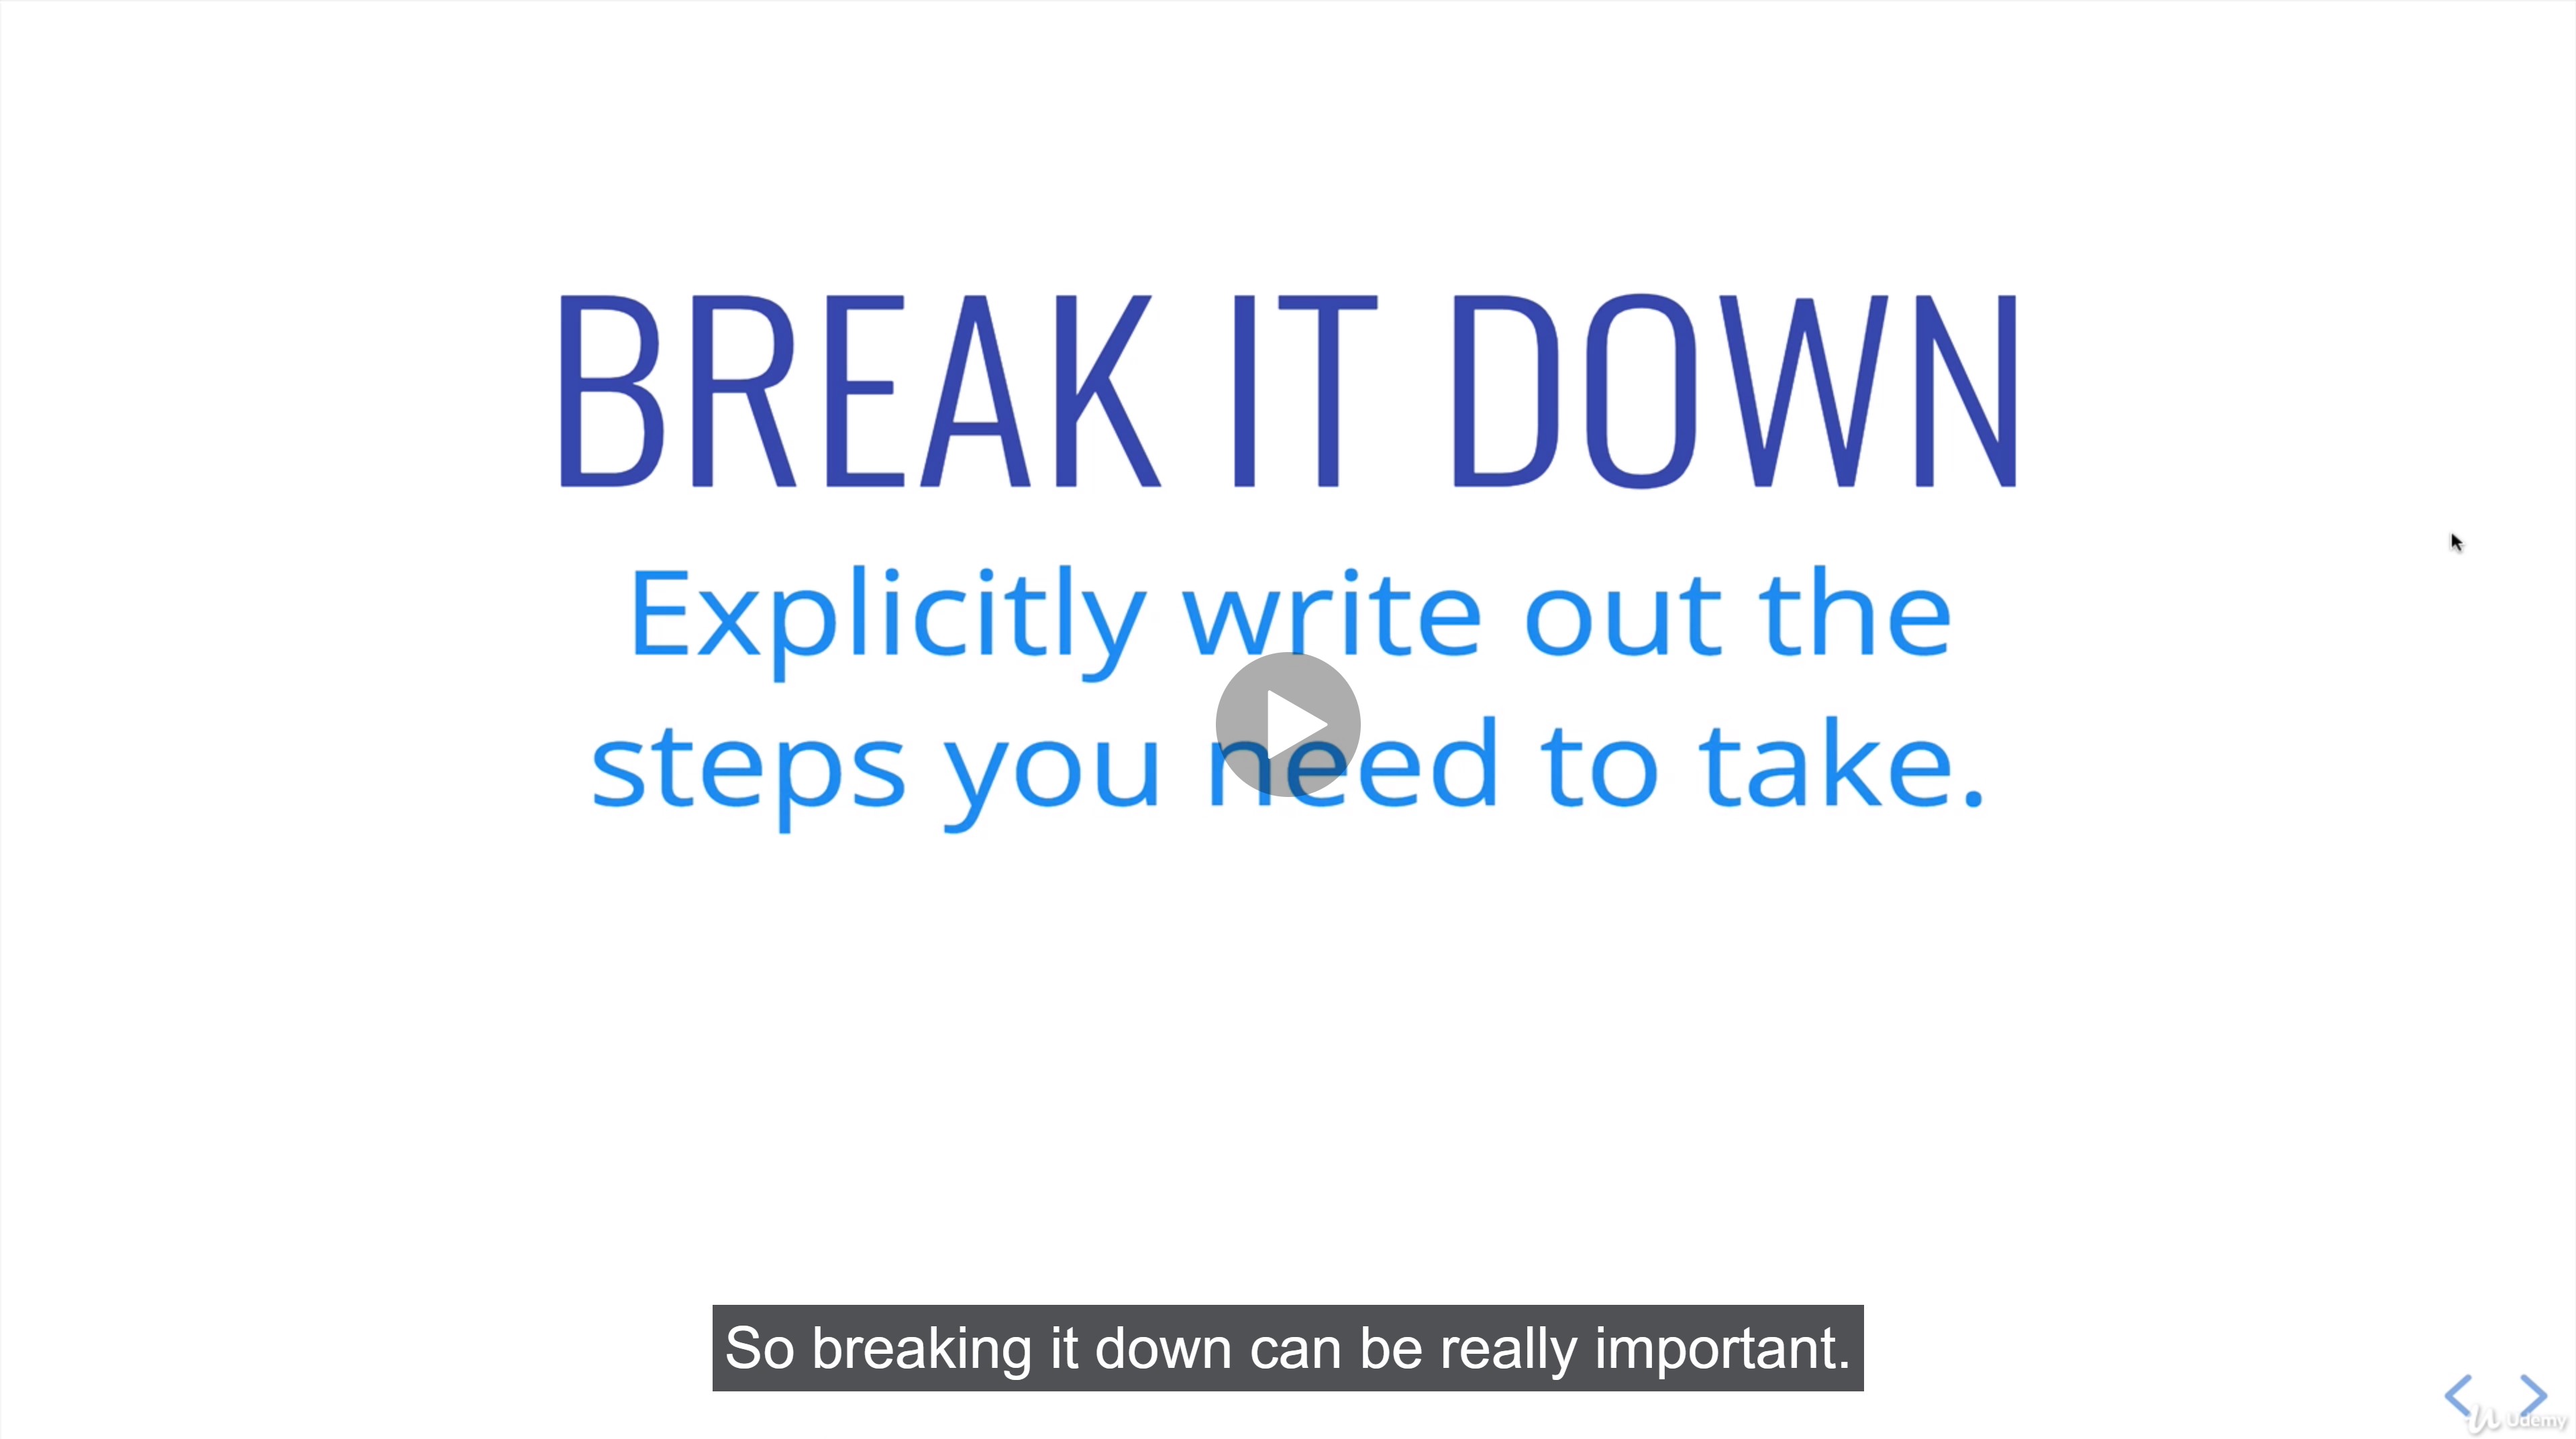 BREAK IT DOWN
Explicitly write out the
steps you need to take.
So breaking it down can be really important.
Udemy